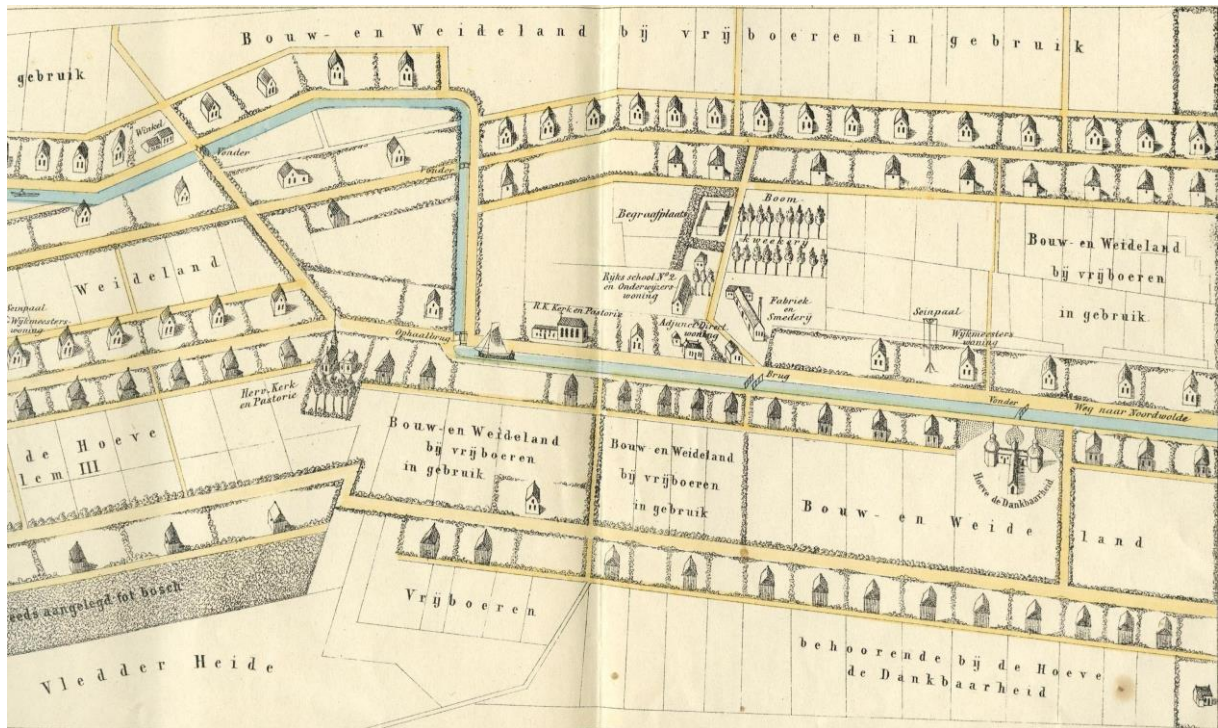 Bouw- en Weideland bij vrijboeren in gebruik
gebruik
Winkel
Vonder
Vonder
Begraafplaats
Boom-
kweekerij
Bouw- en Weideland
bij vrijboeren
in gebruik
Weideland
Rijks school No. 2
en Onderwijzers
woning
Fabriek
en
Smederij
Seinpaal
Wijkmeesters
woning
Seinpaal
Wijkmeesters-
woning
R.K. Kerk en Pastorie
Adjunct Direct.
woning
Ophaalbrug
Brug
Vonder
Weg naar Noordwolde
Herv. Kerk
en Pastorie
de Hoeve
lem III
Bouw- en Weideland
bij vrijboeren
in gebruik
Bouw- en Weideland
bij vrijboeren
in gebruik
Hoeve de Dankbaarheid
Bouw- en Weide land
eeds aangelegd tot bosch
Vrijboeren
Vledder Heide
behoorende bij de Hoeve
de Dankbaarheid